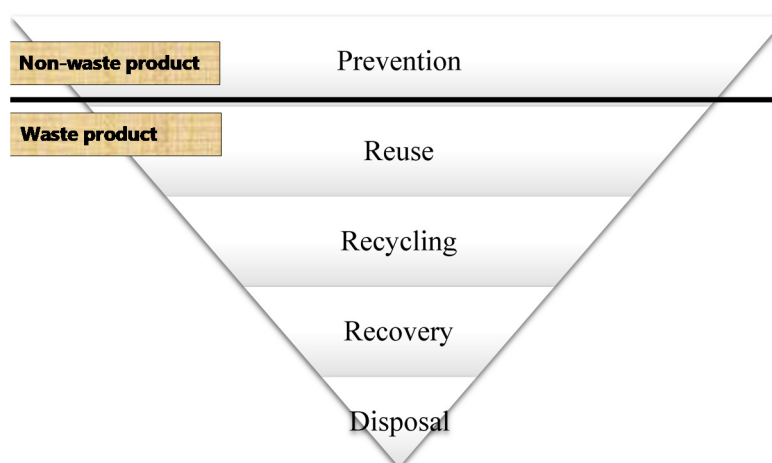 Non-waste product
Prevention
Waste product
Reuse
Recycling
Recovery
Disposal